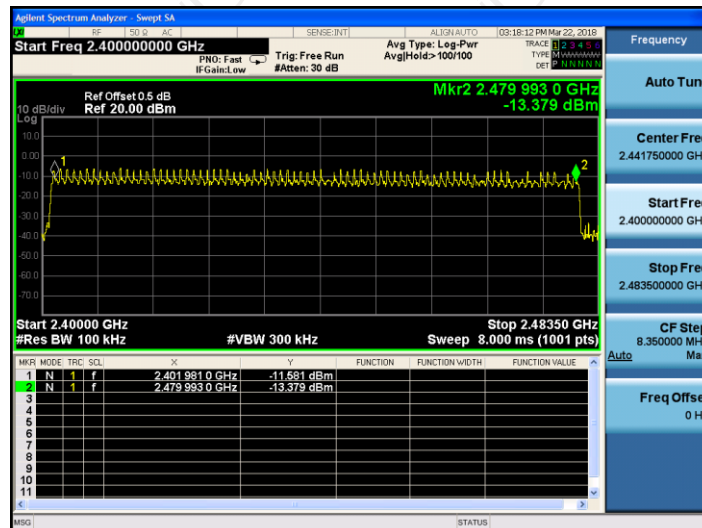 Agilent Spectrum Analyzer - Swept SA
RF 50 Ω AC SENSE:INT ALIGN AUTO 03:18:12 PM Mar 22, 2018
Start Freq 2.400000000 GHz
PNO: Fast
IFGain:Low
Trig: Free Run
#Atten: 30 dB
Avg Type: Log-Pwr
Avg|Hold:>100/100
TRACE 1 2 3 4 5 6
TYPE M
DET P N N N N N
Ref Offset 0.5 dB
Ref 20.00 dBm
10 dB/div
Log
Mkr2 2.479 993 0 GHz
-13.379 dBm
10.0
0.00
-10.0
-20.0
-30.0
-40.0
-50.0
-60.0
-70.0
1
2
Start 2.40000 GHz
#Res BW 100 kHz
#VBW 300 kHz
Stop 2.48350 GHz
Sweep 8.000 ms (1001 pts)
MKR MODE TRC SCL X Y FUNCTION FUNCTION WIDTH FUNCTION VALUE
1 N 1 f 2.401 981 0 GHz -11.581 dBm
2 N 1 f 2.479 993 0 GHz -13.379 dBm
3
4
5
6
7
8
9
10
11
MSG STATUS
Frequency
Auto Tun
Center Fre
2.441750000 GH
Start Fre
2.400000000 GH
Stop Fre
2.483500000 GH
CF Step
8.350000 MH
Auto Ma
Freq Offse
0 H